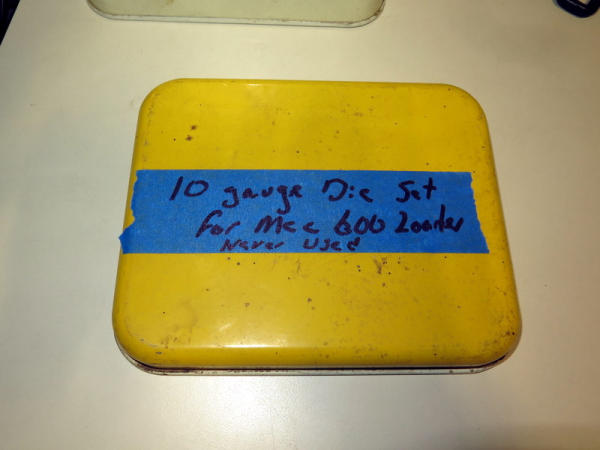 10 gauge Die Set
for Mec 600 Loader
Never Used